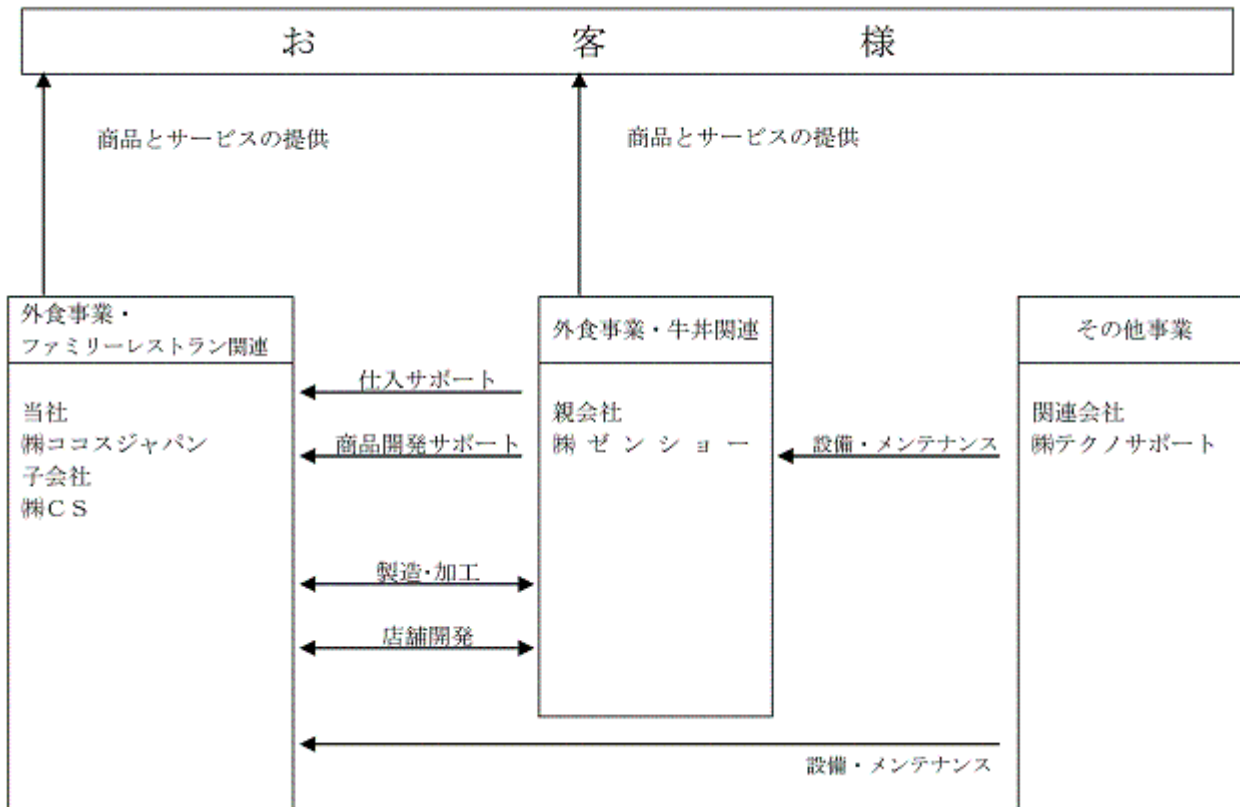 お客様
商品とサービスの提供
商品とサービスの提供
外食事業・
ファミリーレストラン関連
当社
㈱ココスジャパン
子会社
㈱ＣＳ
仕入サポート
商品開発サポート
製造・加工
店舗開発
外食事業・牛丼関連
親会社
㈱ゼンショー
設備・メンテナンス
その他事業
関連会社
㈱テクノサポート
設備・メンテナンス